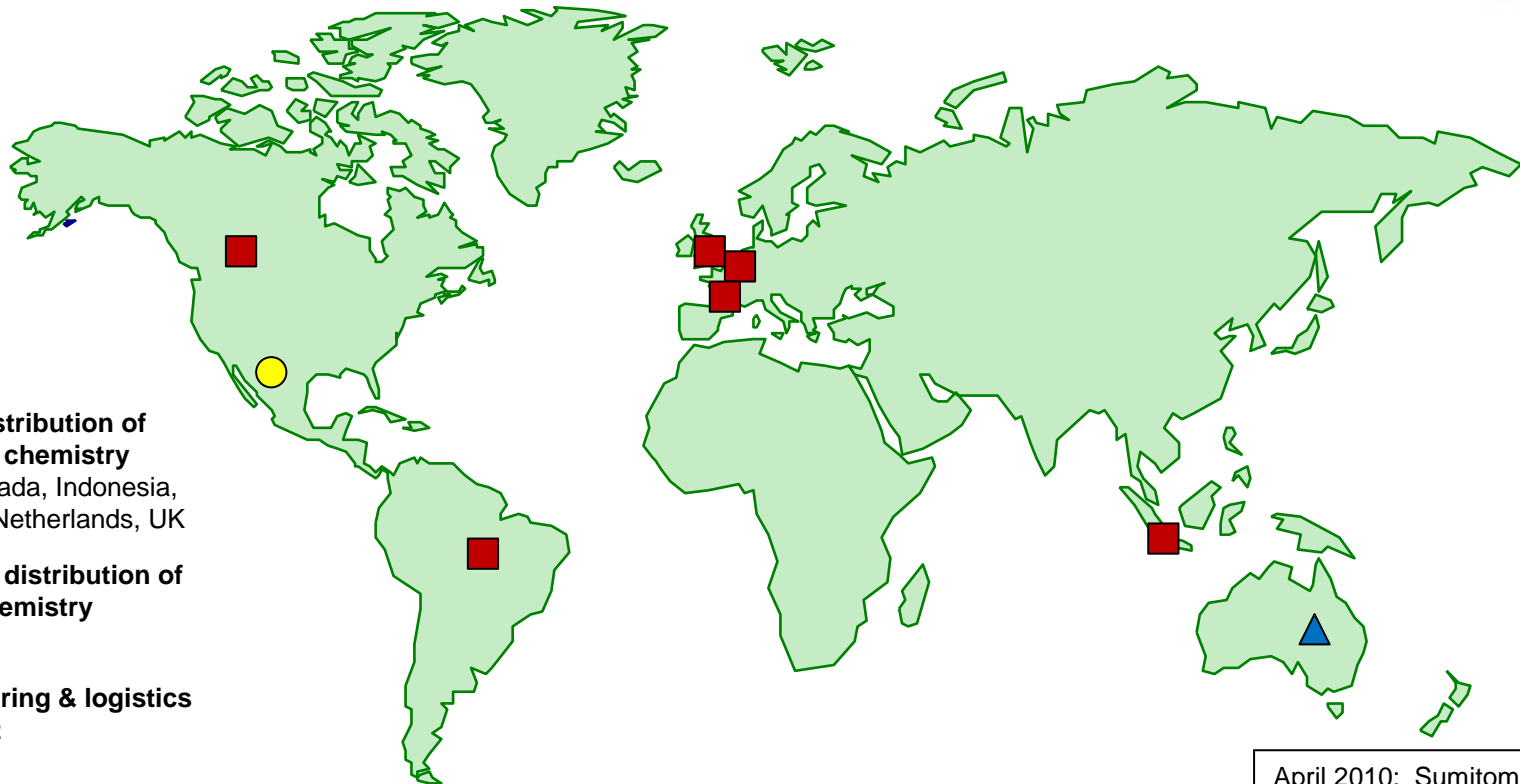 stribution of
chemistry
ada, Indonesia,
Netherlands, UK
distribution of
emistry
ring & logistics
April 2010: Sumitom